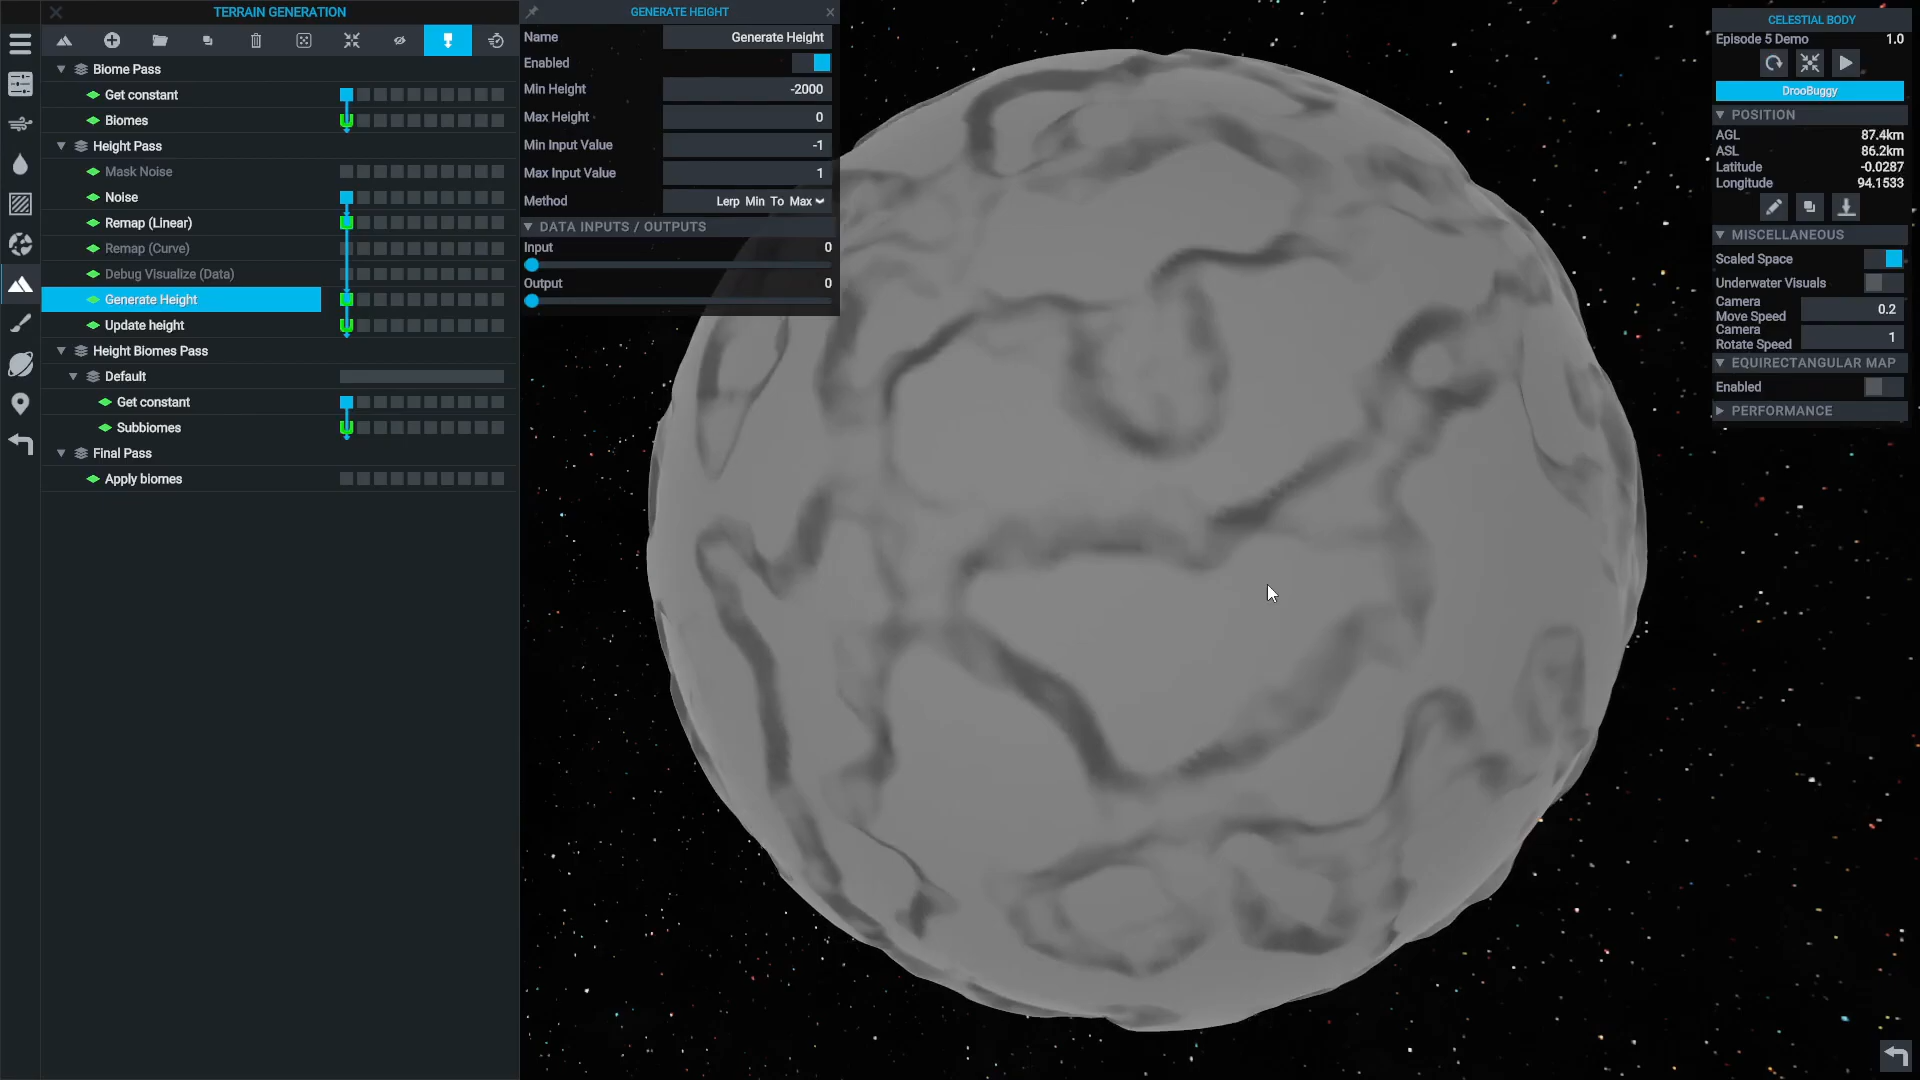 TERRAIN GENERATION
Biome Pass
Get constant
Biomes
Height Pass
Mask Noise
Noise
Remap (Linear)
Remap (Curve)
Debug Visualize (Data)
Generate Height
Update height
Height Biomes Pass
Default
Get constant
Subbiomes
Final Pass
Apply biomes
GENERATE HEIGHT
Name Generate Height
Enabled
Min Height -2000
Max Height 0
Min Input Value -1
Max Input Value 1
Method Lerp Min To Max
DATA INPUTS / OUTPUTS
Input 0
Output 0
CELESTIAL BODY
Episode 5 Demo 1.0
DrooBuggy
POSITION
AGL 87.4km
ASL 86.2km
Latitude -0.0287
Longitude 94.1533
MISCELLANEOUS
Scaled Space
Underwater Visuals
Camera
Move Speed 0.2
Camera
Rotate Speed 1
EQUIRECTANGULAR MAP
Enabled
PERFORMANCE